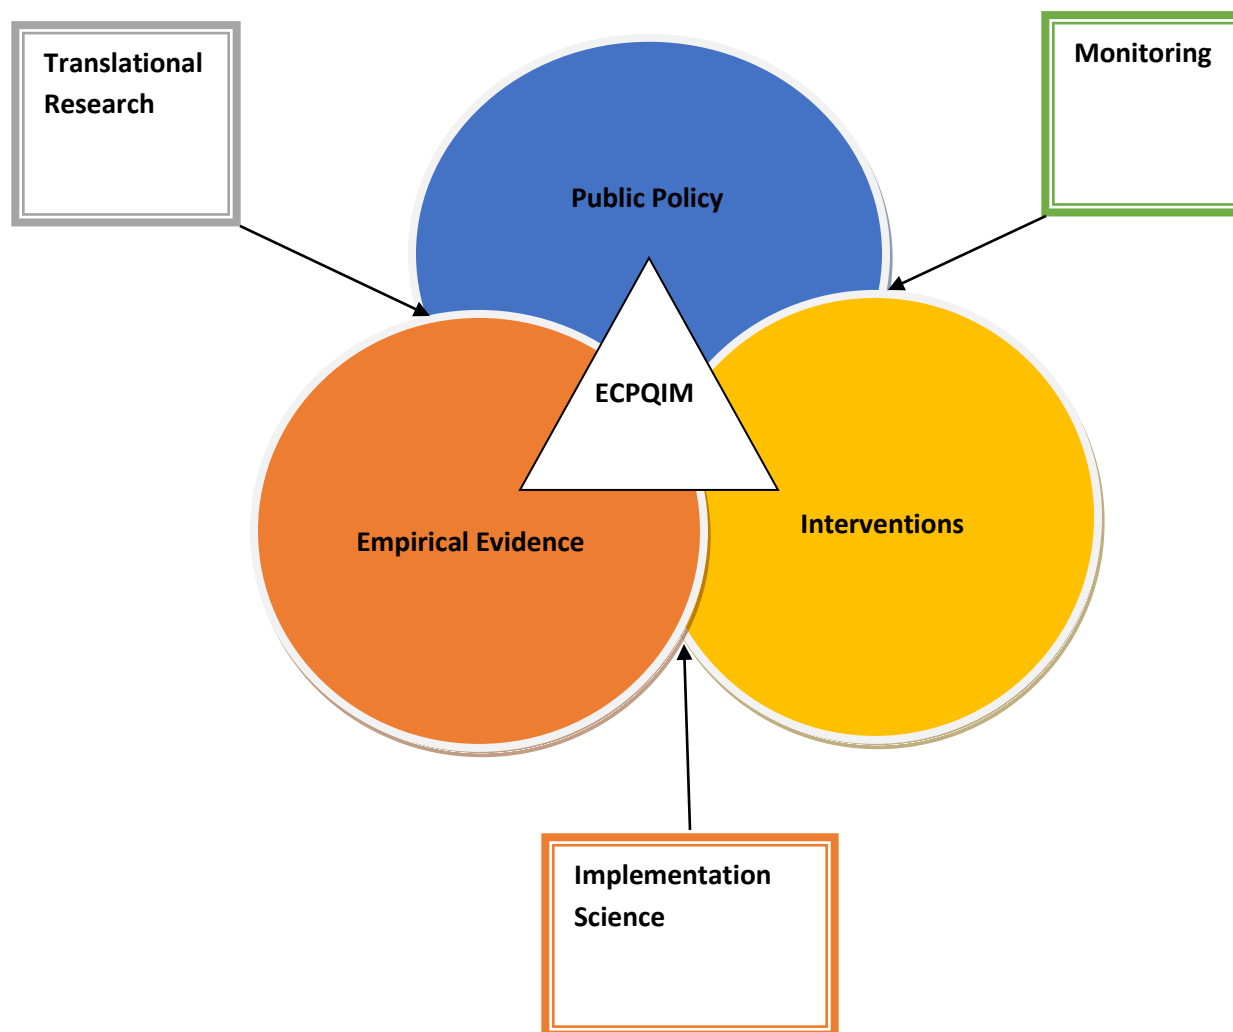 Translational
Research
Monitoring
Public Policy
ECPQIM
Empirical Evidence
Interventions
Implementation
Science